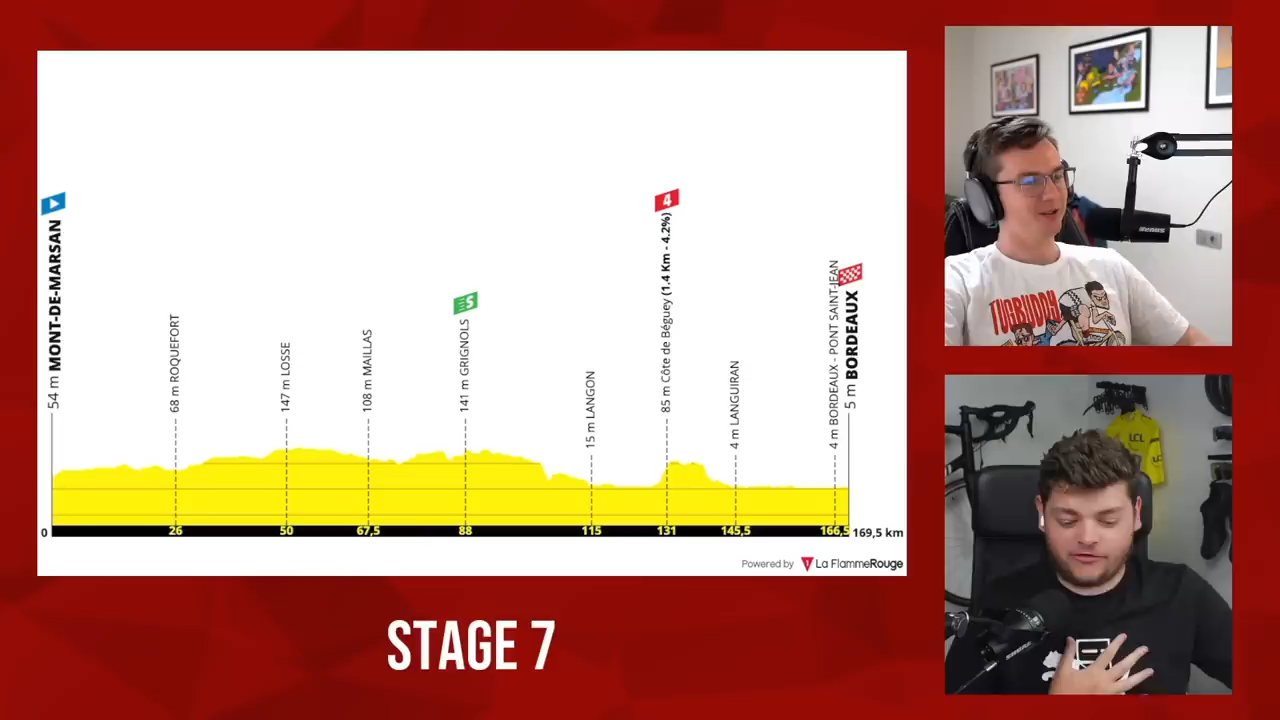 54 m MONT-DE-MARSAN
68 m ROQUEFORT
147 m LOSSE
108 m MAILLAS
S
141 m GRIGNOLS
15 m LANGON
4
85 m Côte de Béguey (1.4 Km - 4.2%)
4 m LANGUIRAN
4 m BORDEAUX - PONT SAINT-JEAN
5 m BORDEAUX
0 26 50 67,5 88 115 131 145,5 166,5 169,5 km
Powered by La FlammeRouge
STAGE 7
TUGBUDDY
LCL